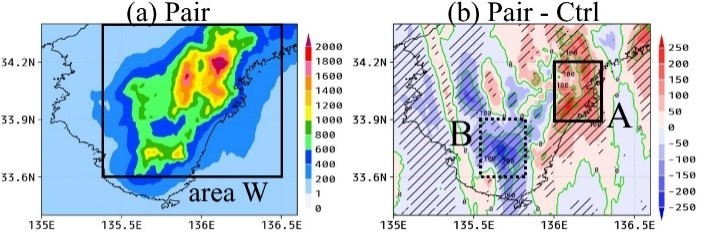 (a) Pair
(b) Pair - Ctrl
34.2N
33.9N
33.6N
135E
135.5E
136E
136.5E
area W
2000
1800
1600
1400
1200
1000
800
600
400
200
1
0
34.2N
33.9N
33.6N
135E
135.5E
136E
136.5E
A
B
250
200
150
100
50
0
-50
-100
-150
-200
-250